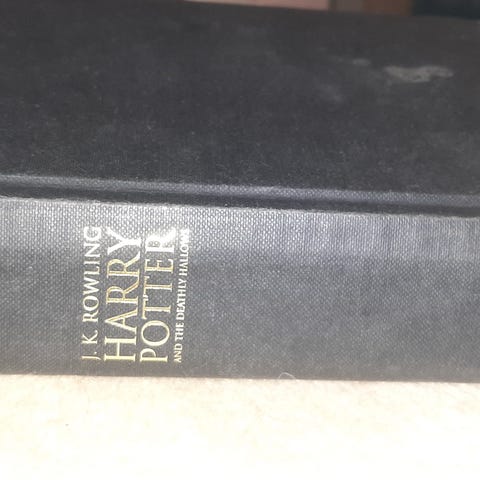 J. K. ROWLING
HARRY
POTTER
AND THE DEATHLY HALLOWS